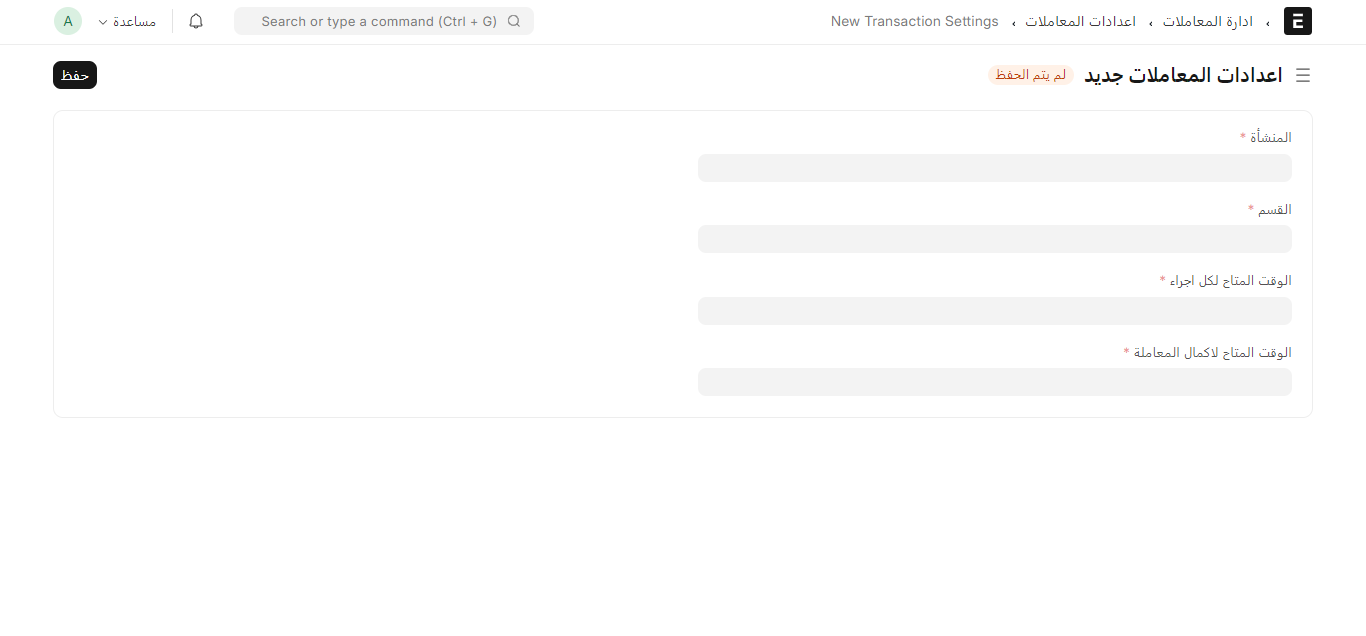 E › ادارة المعاملات › اعدادات المعاملات › New Transaction Settings Search or type a command (Ctrl + G) مساعدة A
اعدادات المعاملات جديد لم يتم الحفظ حفظ
المنشأة *
القسم *
الوقت المتاح لكل اجراء *
الوقت المتاح لاكمال المعاملة *